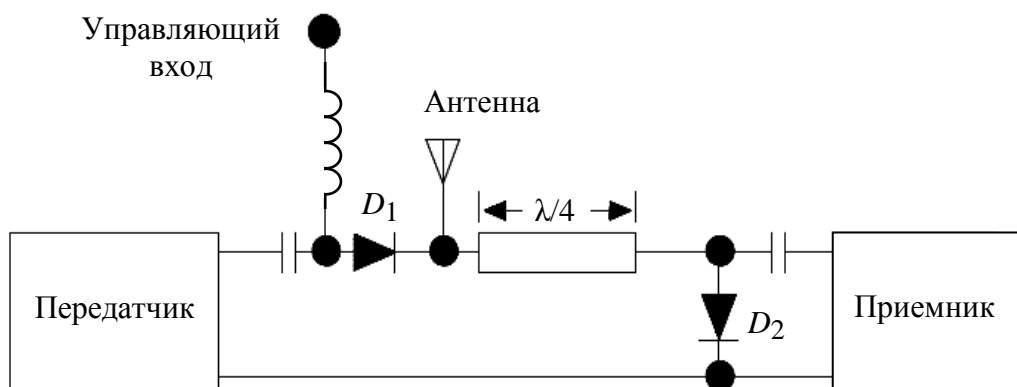 Управляющий
вход
Антенна
D1
λ/4
Передатчик
D2
Приемник